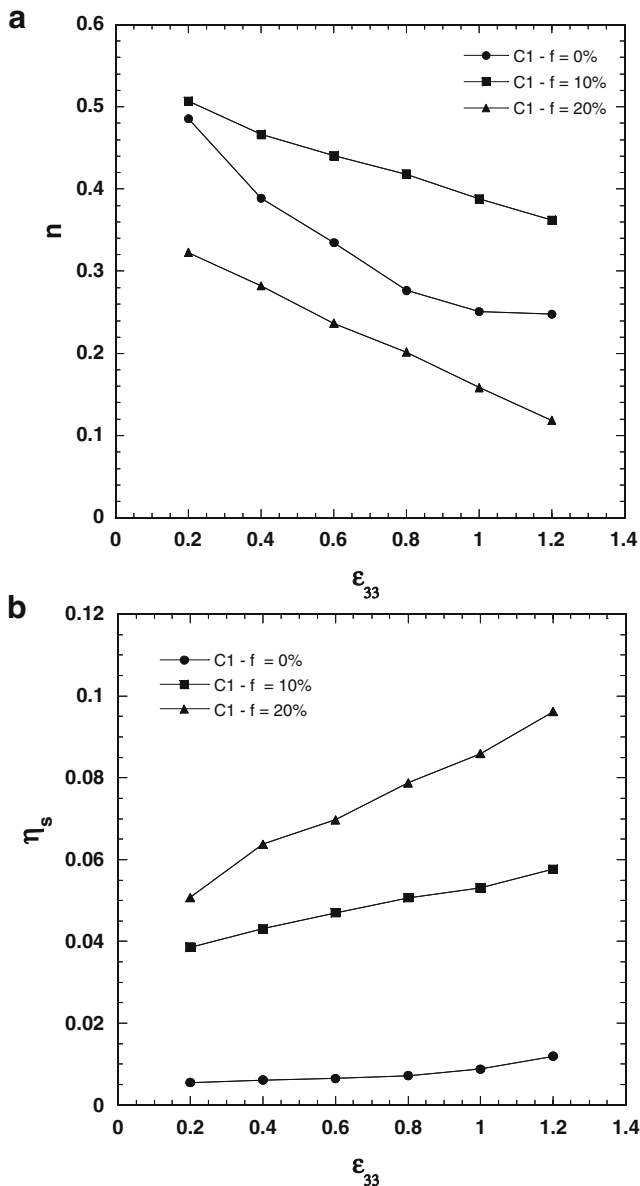 a
0.6
0.5
0.4
0.3
0.2
0.1
0
n
C1 - f = 0%
C1 - f = 10%
C1 - f = 20%
0 0.2 0.4 0.6 0.8 1 1.2 1.4
ε33
b
0.12
0.1
0.08
0.06
0.04
0.02
0
ηs
C1 - f = 0%
C1 - f = 10%
C1 - f = 20%
0 0.2 0.4 0.6 0.8 1 1.2 1.4
ε33